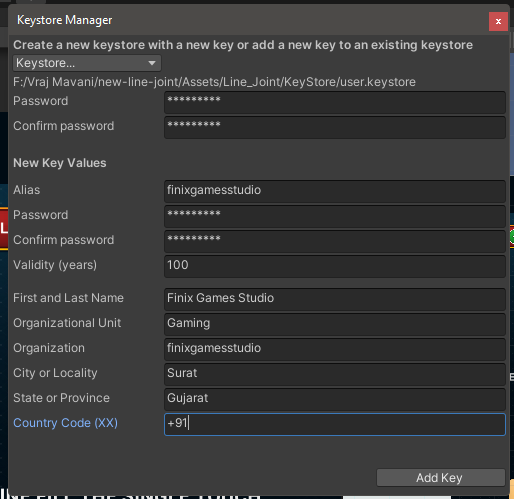 Keystore Manager
x
Create a new keystore with a new key or add a new key to an existing keystore
Keystore...
F:/Vraj Mavani/new-line-joint/Assets/Line_Joint/KeyStore/user.keystore
Password *********
Confirm password *********
New Key Values
Alias finixgamesstudio
Password *********
Confirm password *********
Validity (years) 100
First and Last Name Finix Games Studio
Organizational Unit Gaming
Organization finixgamesstudio
City or Locality Surat
State or Province Gujarat
Country Code (XX) +91
Add Key